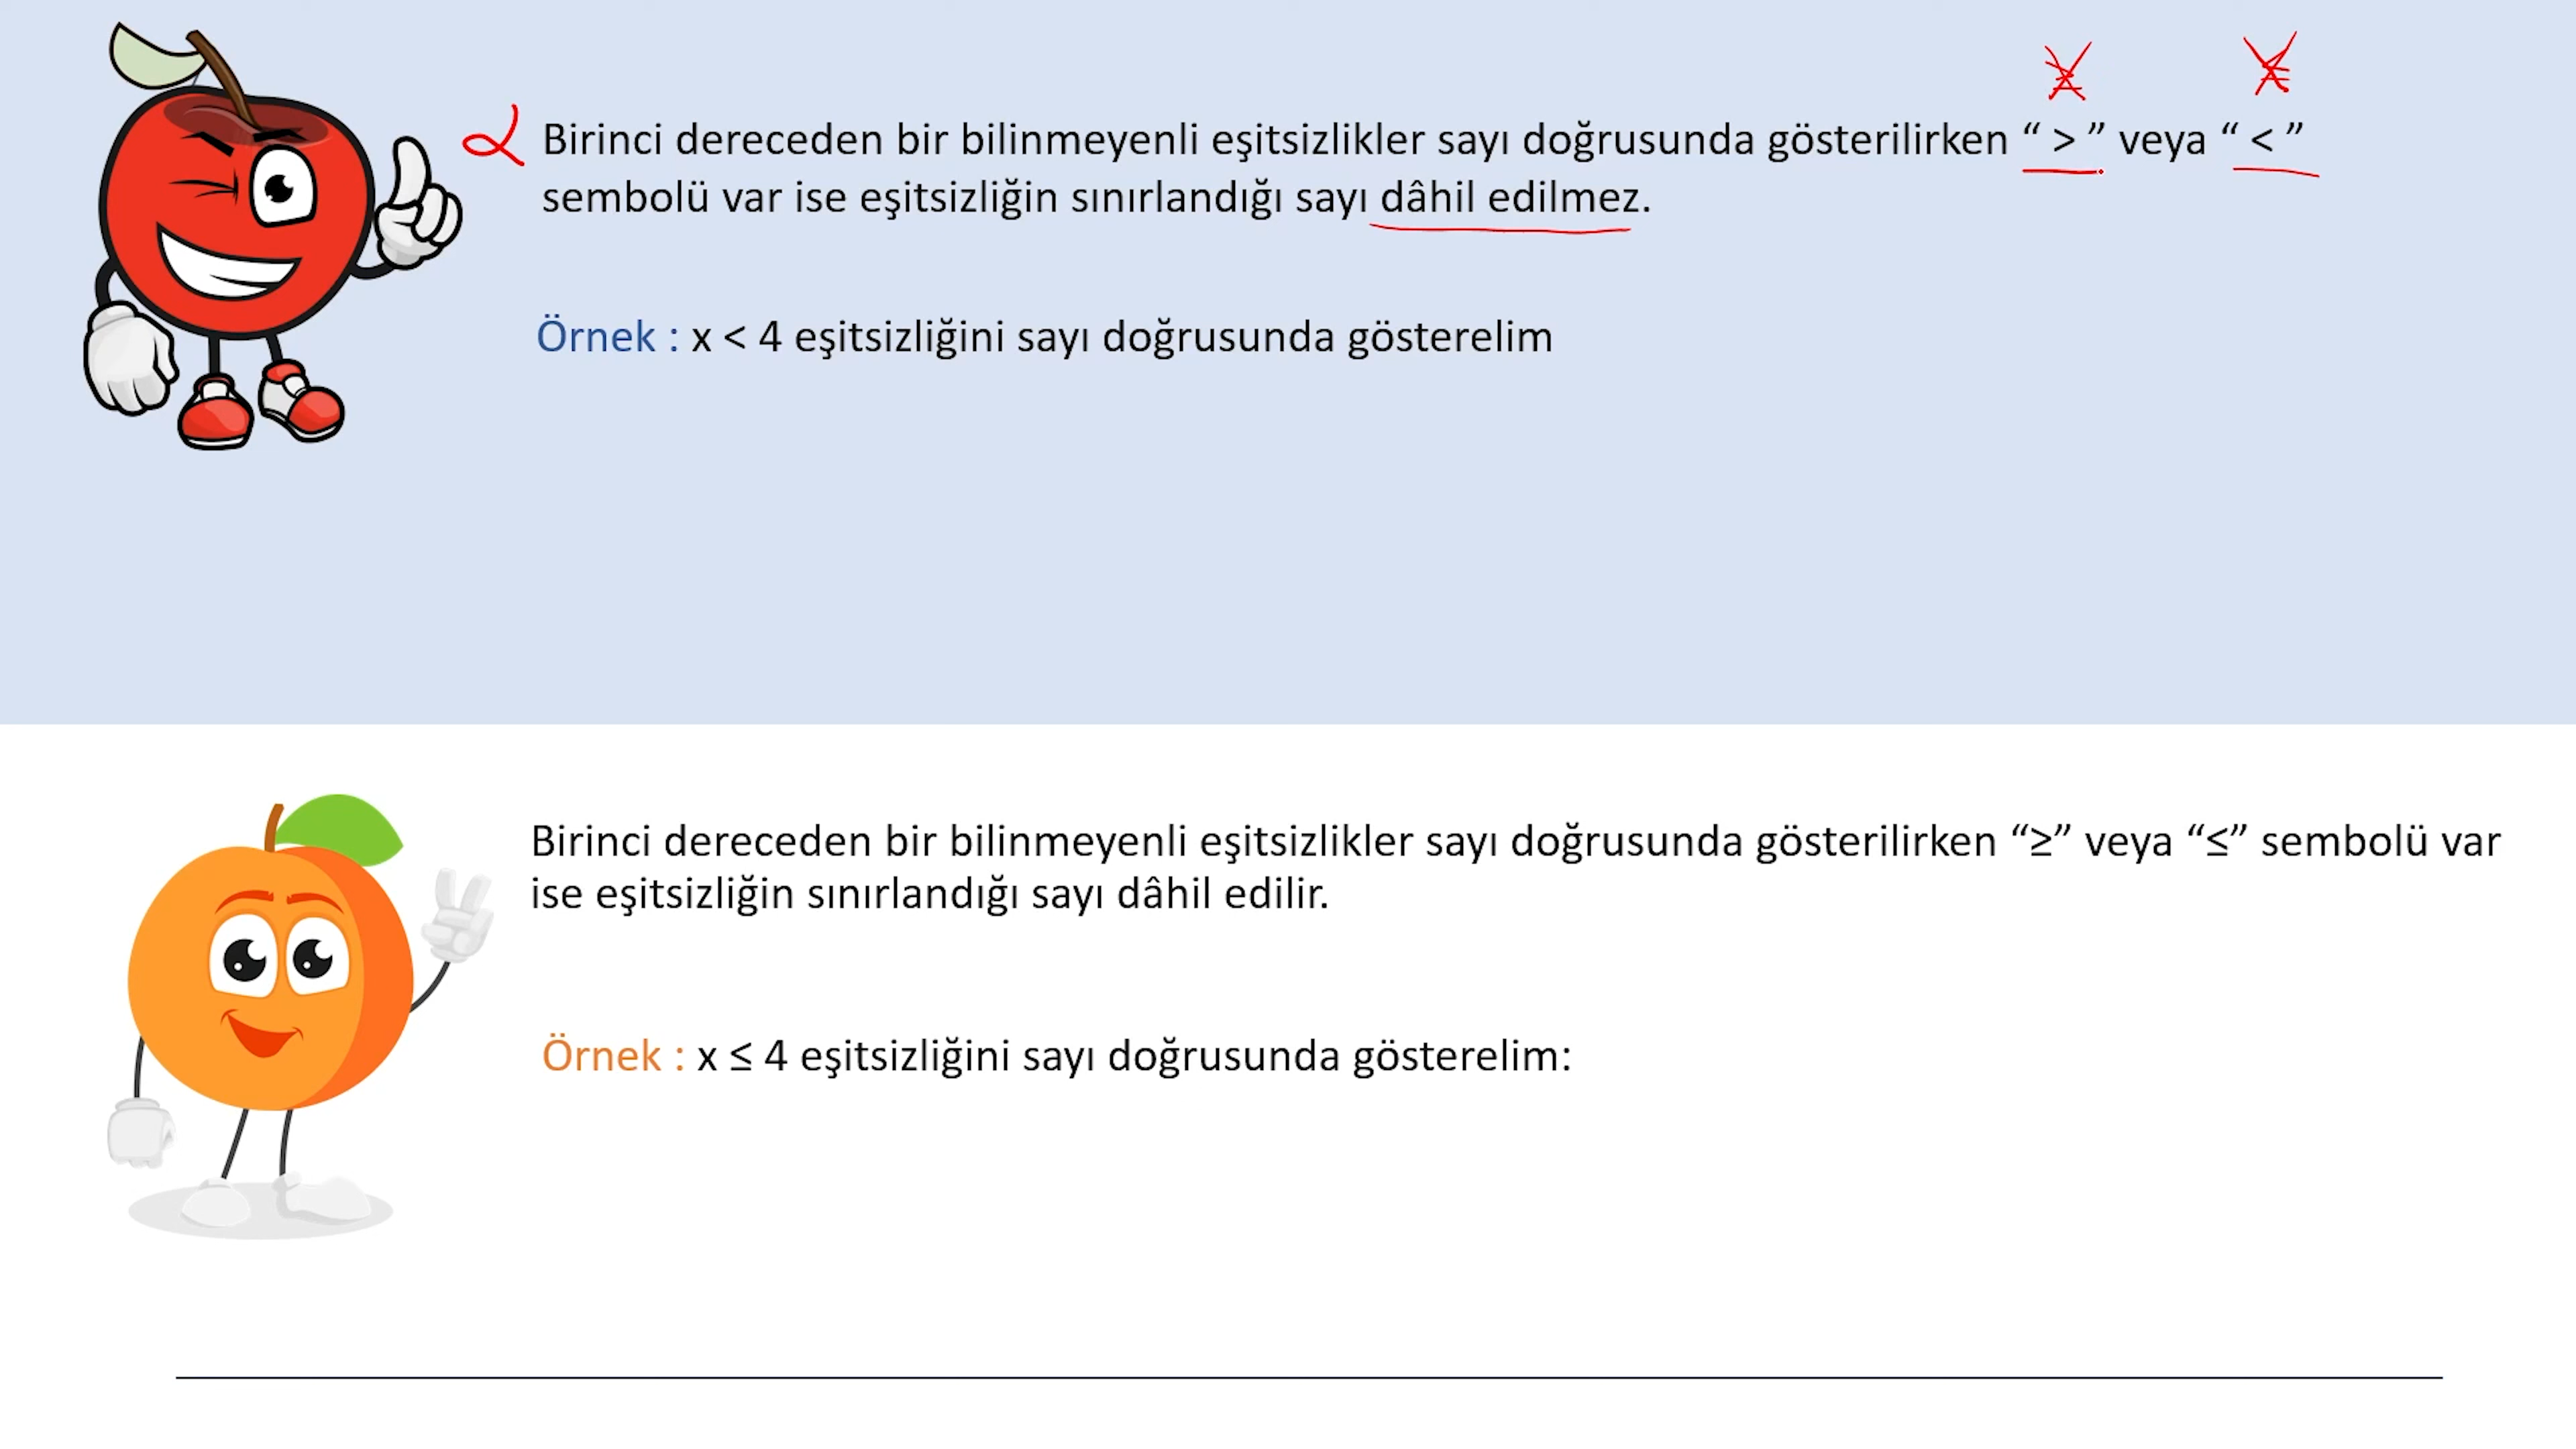 Birinci dereceden bir bilinmeyenli eşitsizlikler sayı doğrusunda gösterilirken “ > ” veya “ < ”
sembolü var ise eşitsizliğin sınırlandığı sayı dâhil edilmez.
Örnek : x < 4 eşitsizliğini sayı doğrusunda gösterelim
Birinci dereceden bir bilinmeyenli eşitsizlikler sayı doğrusunda gösterilirken “≥” veya “≤” sembolü var
ise eşitsizliğin sınırlandığı sayı dâhil edilir.
Örnek : x ≤ 4 eşitsizliğini sayı doğrusunda gösterelim: